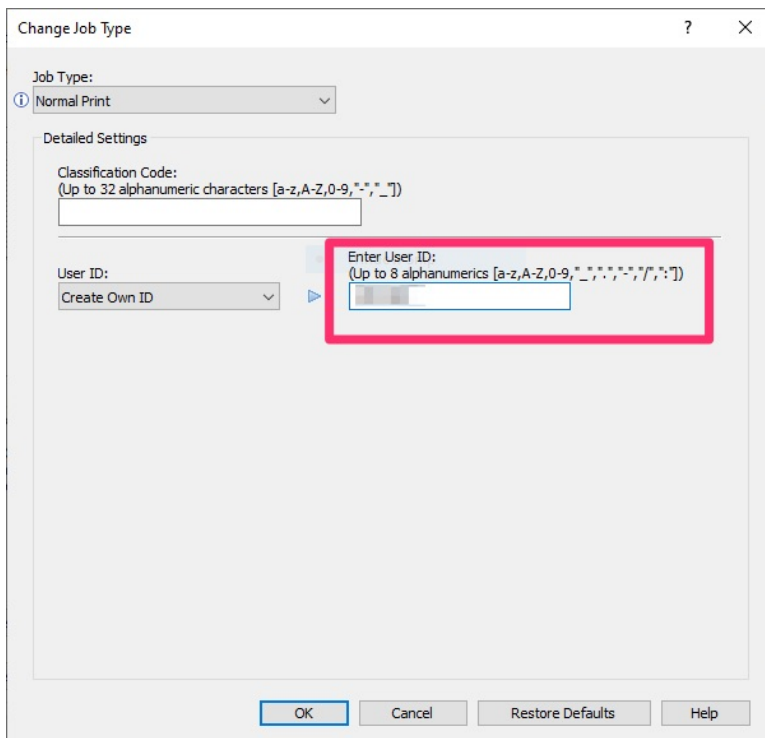 Change Job Type
?
Job Type:
Normal Print
Detailed Settings
Classification Code:
(Up to 32 alphanumeric characters [a-z,A-Z,0-9,"-","_"])
User ID:
Create Own ID
Enter User ID:
(Up to 8 alphanumerics [a-z,A-Z,0-9,"_",".","-","/",":"])
OK
Cancel
Restore Defaults
Help